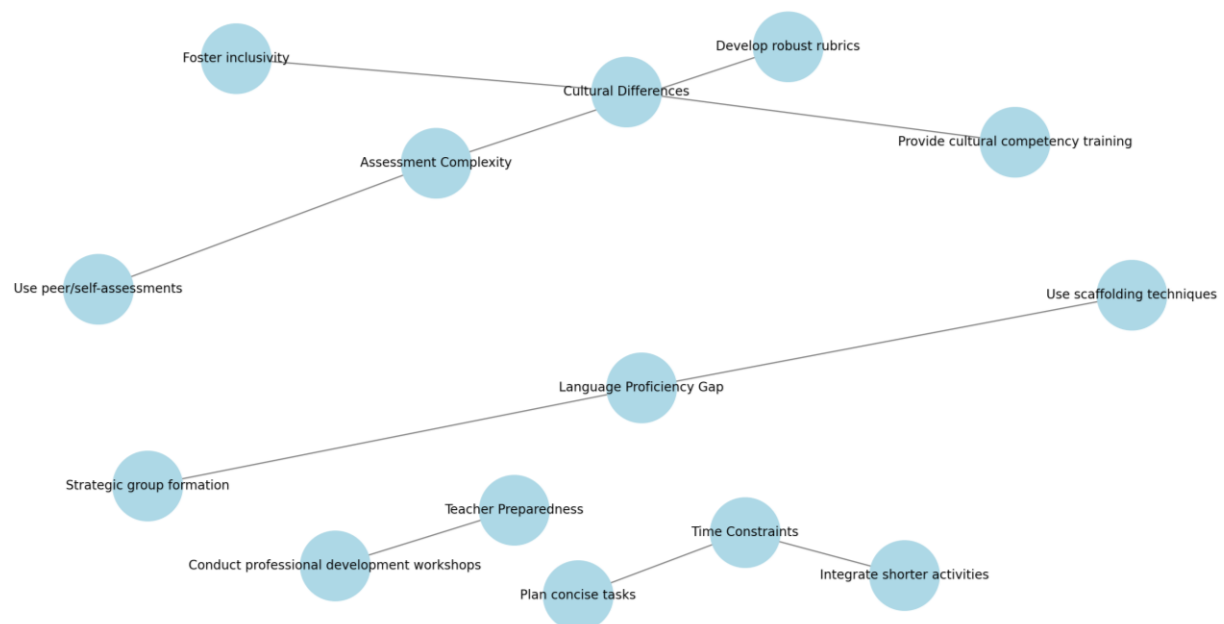 Develop robust rubrics
Foster inclusivity
Cultural Differences
Provide cultural competency training
Assessment Complexity
Use peer/self-assessments
Use scaffolding techniques
Language Proficiency Gap
Strategic group formation
Teacher Preparedness
Time Constraints
Conduct professional development workshops
Integrate shorter activities
Plan concise tasks